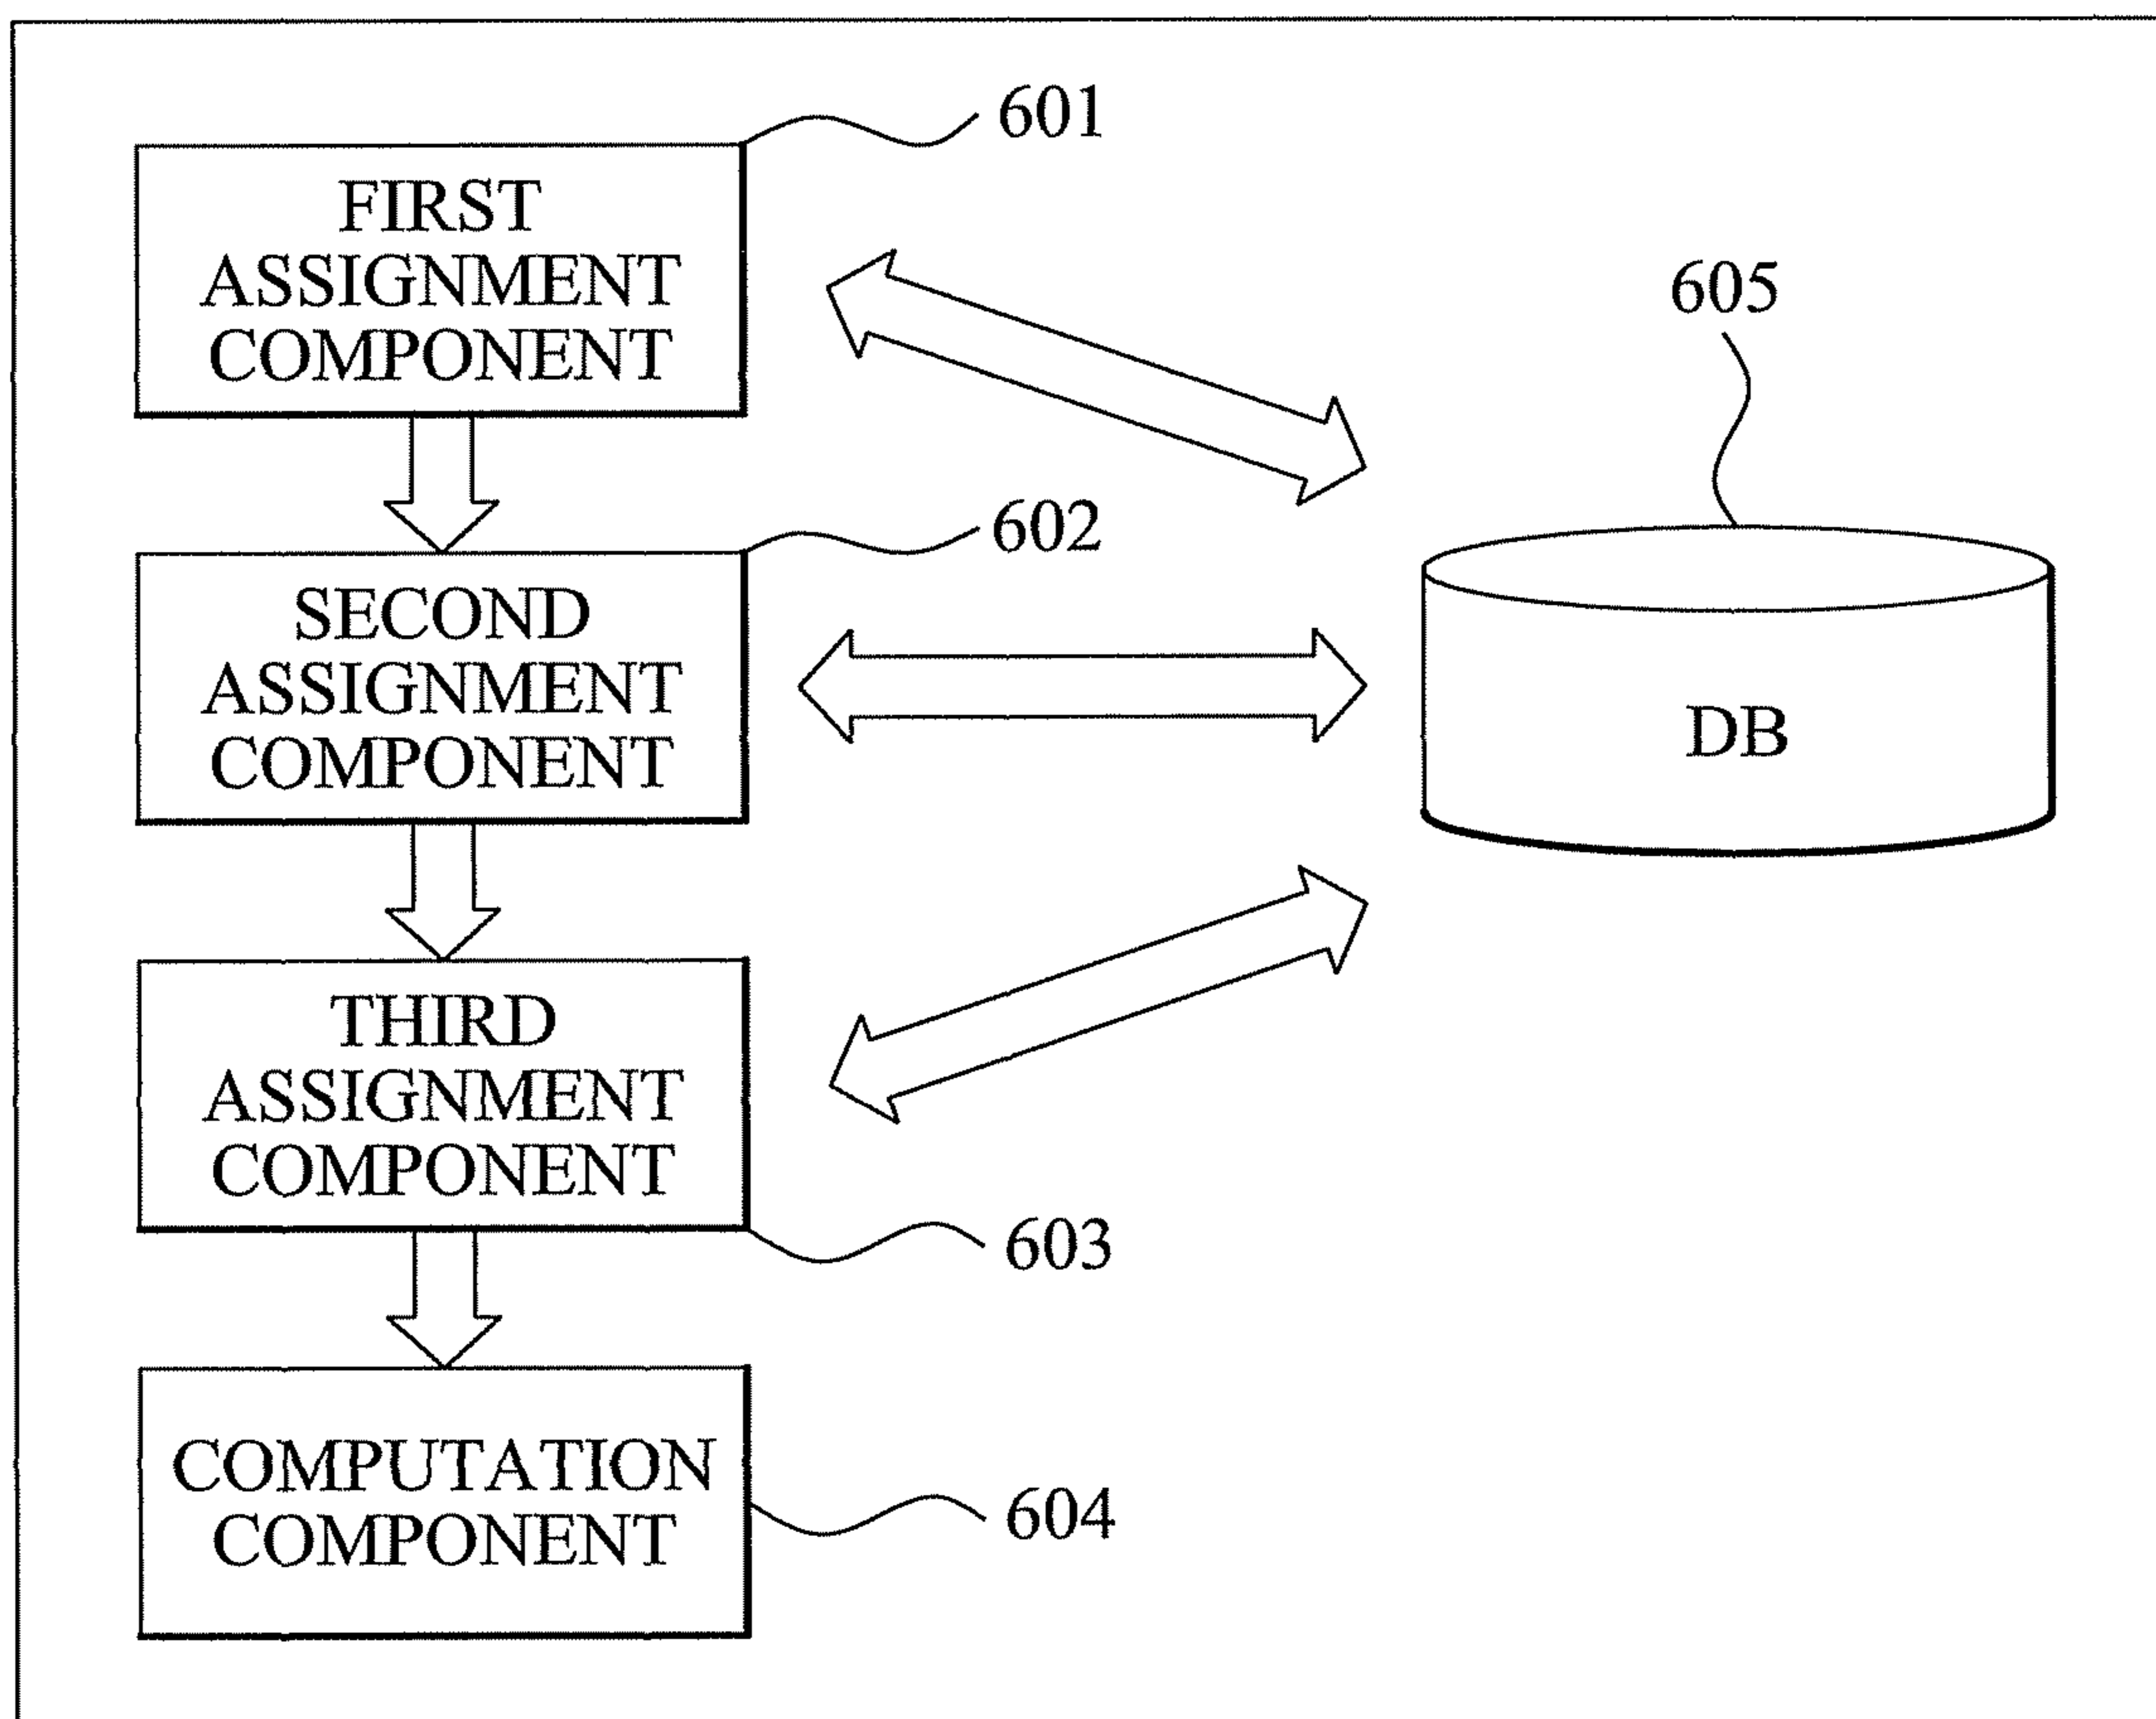 601
FIRST
ASSIGNMENT
COMPONENT
605
602
SECOND
ASSIGNMENT
COMPONENT
DB
THIRD
ASSIGNMENT
COMPONENT
603
COMPUTATION
COMPONENT
604